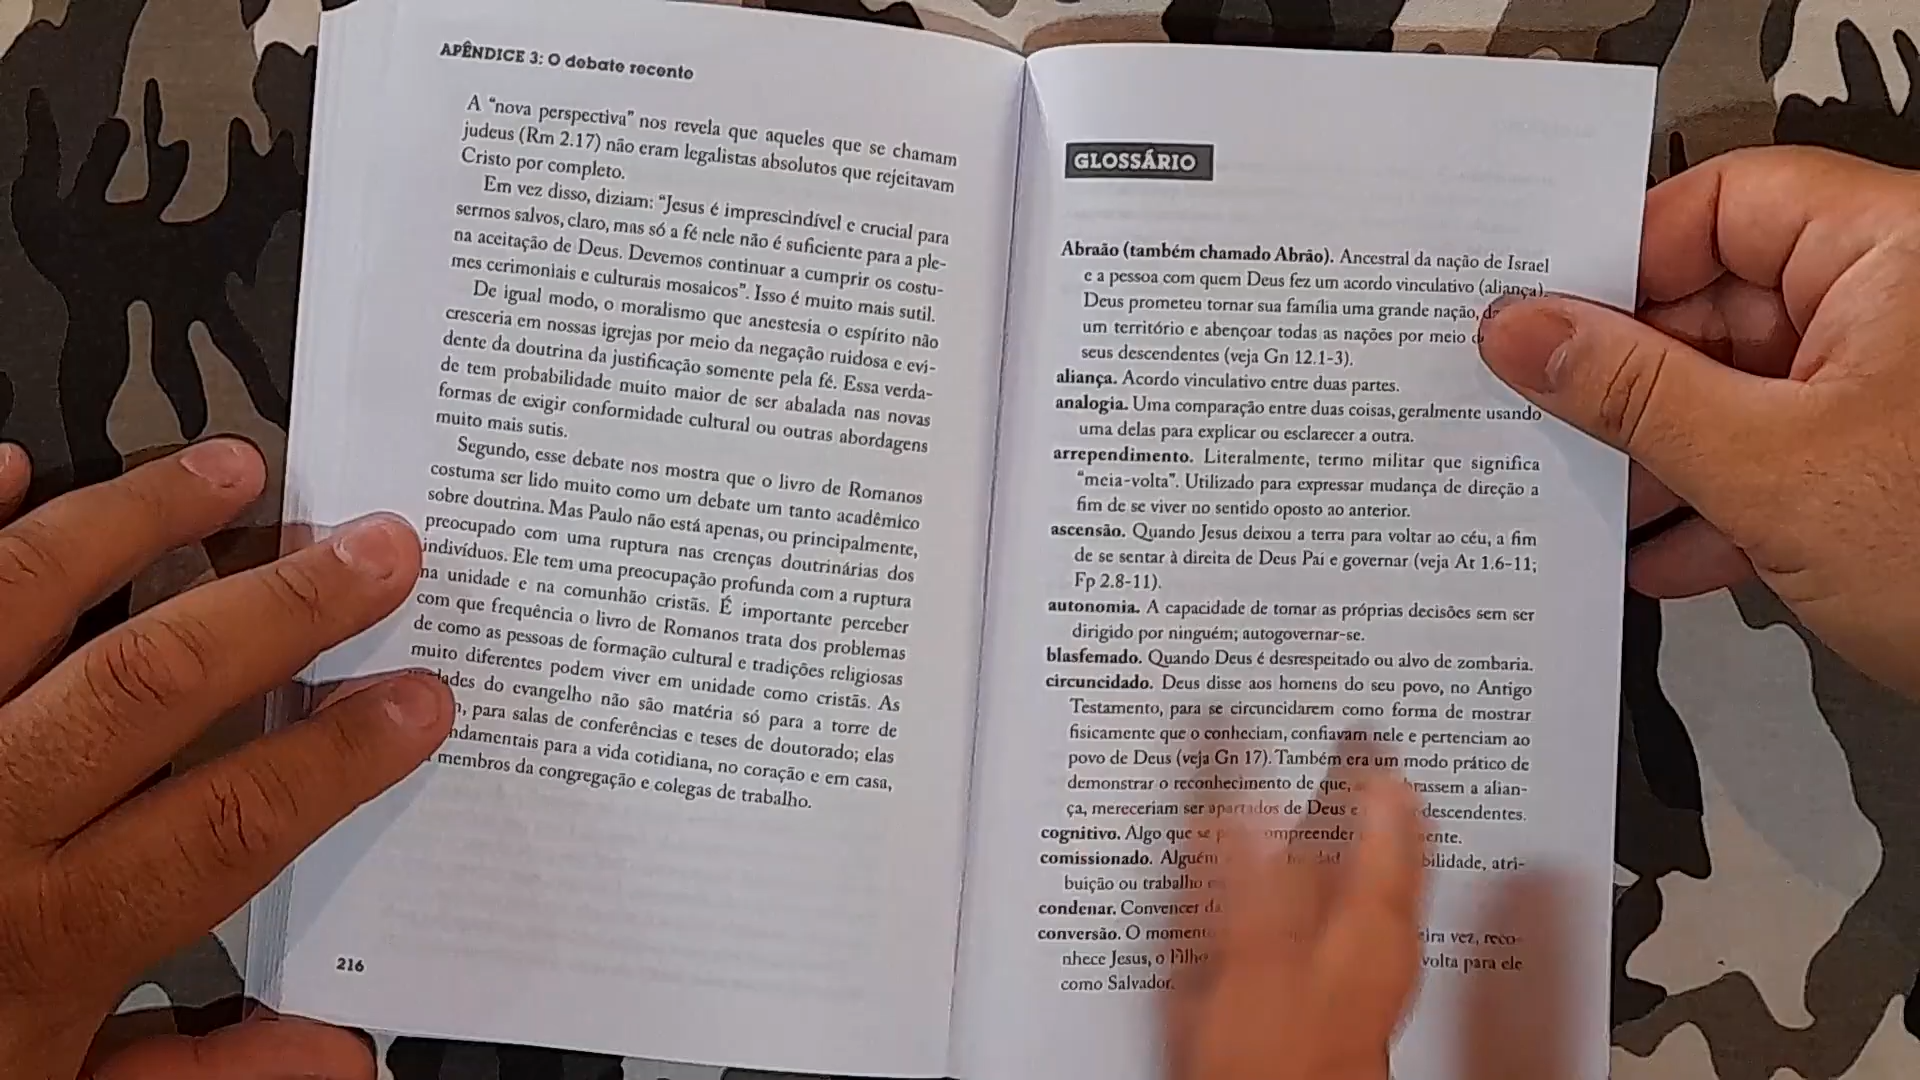 APÊNDICE 3: O debate recente
A “nova perspectiva” nos revela que aqueles que se chamam
judeus (Rm 2.17) não eram legalistas absolutos que rejeitavam
Cristo por completo.
Em vez disso, diziam: “Jesus é imprescindível e crucial para
sermos salvos, claro, mas só a fé nele não é suficiente para a ple-
na aceitação de Deus. Devemos continuar a cumprir os costu-
mes cerimoniais e culturais mosaicos”. Isso é muito mais sutil.
De igual modo, o moralismo que anestesia o espírito não
cresceria em nossas igrejas por meio da negação ruidosa e evi-
dente da doutrina da justificação somente pela fé. Essa verda-
de tem probabilidade muito maior de ser abalada nas novas
formas de exigir conformidade cultural ou outras abordagens
muito mais sutis.
Segundo, esse debate nos mostra que o livro de Romanos
costuma ser lido muito como um debate um tanto acadêmico
sobre doutrina. Mas Paulo não está apenas, ou principalmente,
preocupado com uma ruptura nas crenças doutrinárias dos
indivíduos. Ele tem uma preocupação profunda com a ruptura
na unidade e na comunhão cristãs. É importante perceber
com que frequência o livro de Romanos trata dos problemas
de como as pessoas de formação cultural e tradições religiosas
muito diferentes podem viver em unidade como cristãs. As
do evangelho não são matéria só para a torre de
para salas de conferências e teses de doutorado; elas
para a vida cotidiana, no coração e em casa,
membros da congregação e colegas de trabalho.
216
GLOSSÁRIO
Abraão (também chamado Abrão). Ancestral da nação de Israel
e a pessoa com quem Deus fez um acordo vinculativo (aliança).
Deus prometeu tornar sua família uma grande nação,
um território e abençoar todas as nações por meio
seus descendentes (veja Gn 12.1-3).
aliança. Acordo vinculativo entre duas partes.
analogia. Uma comparação entre duas coisas, geralmente usando
uma delas para explicar ou esclarecer a outra.
arrependimento. Literalmente, termo militar que significa
“meia-volta”. Utilizado para expressar mudança de direção a
fim de se viver no sentido oposto ao anterior.
ascensão. Quando Jesus deixou a terra para voltar ao céu, a fim
de se sentar à direita de Deus Pai e governar (veja At 1.6-11;
Fp 2.8-11).
autonomia. A capacidade de tomar as próprias decisões sem ser
dirigido por ninguém; autogovernar-se.
blasfemado. Quando Deus é desrespeitado ou alvo de zombaria.
circuncidado. Deus disse aos homens do seu povo, no Antigo
Testamento, para se circuncidarem como forma de mostrar
fisicamente que o conheciam, confiavam nele e pertenciam ao
povo de Deus (veja Gn 17). Também era um modo prático de
demonstrar o reconhecimento de que, a alian-
ça, mereceriam ser apartados de Deus e descendentes.
cognitivo. Algo que se
comissionado. Alguém atri-
buição ou trabalho
condenar. Convencer
conversão. O vez, reco-
nhece Jesus, o Filho volta para ele
como Salvador.